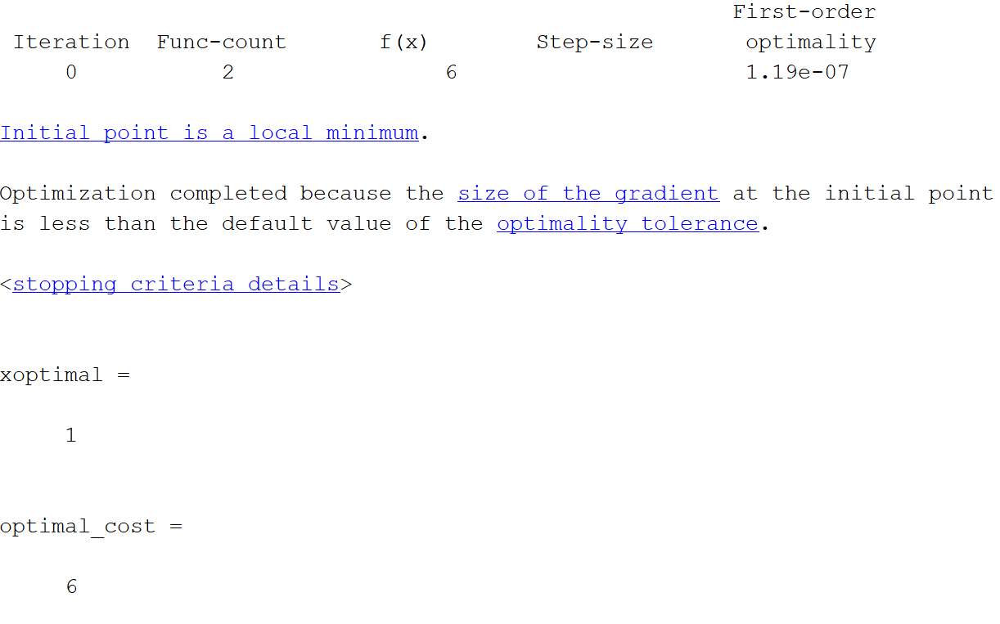 First-order
Iteration Func-count f(x) Step-size optimality
0 2 6 1.19e-07
Initial point is a local minimum.
Optimization completed because the size of the gradient at the initial point
is less than the default value of the optimality tolerance.
<stopping criteria details>
xoptimal =
1
optimal_cost =
6